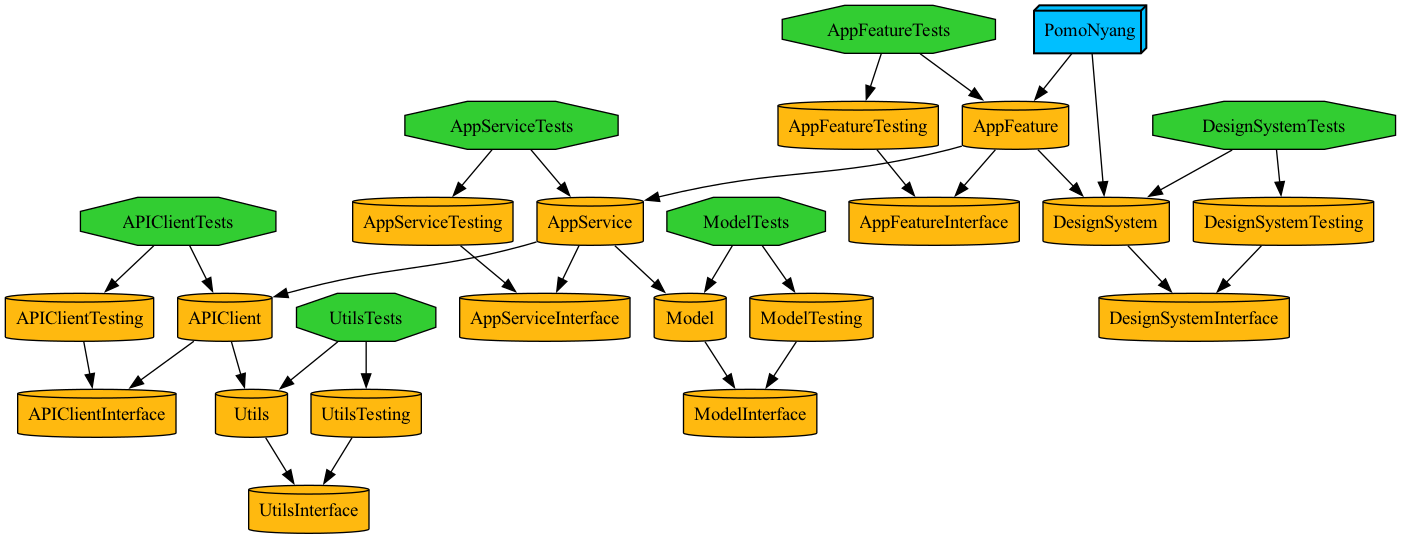 AppFeatureTests
PomoNyang
AppServiceTests
AppFeatureTesting
AppFeature
DesignSystemTests
APIClientTests
AppServiceTesting
AppService
ModelTests
AppFeatureInterface
DesignSystem
DesignSystemTesting
APIClientTesting
APIClient
UtilsTests
AppServiceInterface
Model
ModelTesting
DesignSystemInterface
APIClientInterface
Utils
UtilsTesting
ModelInterface
UtilsInterface